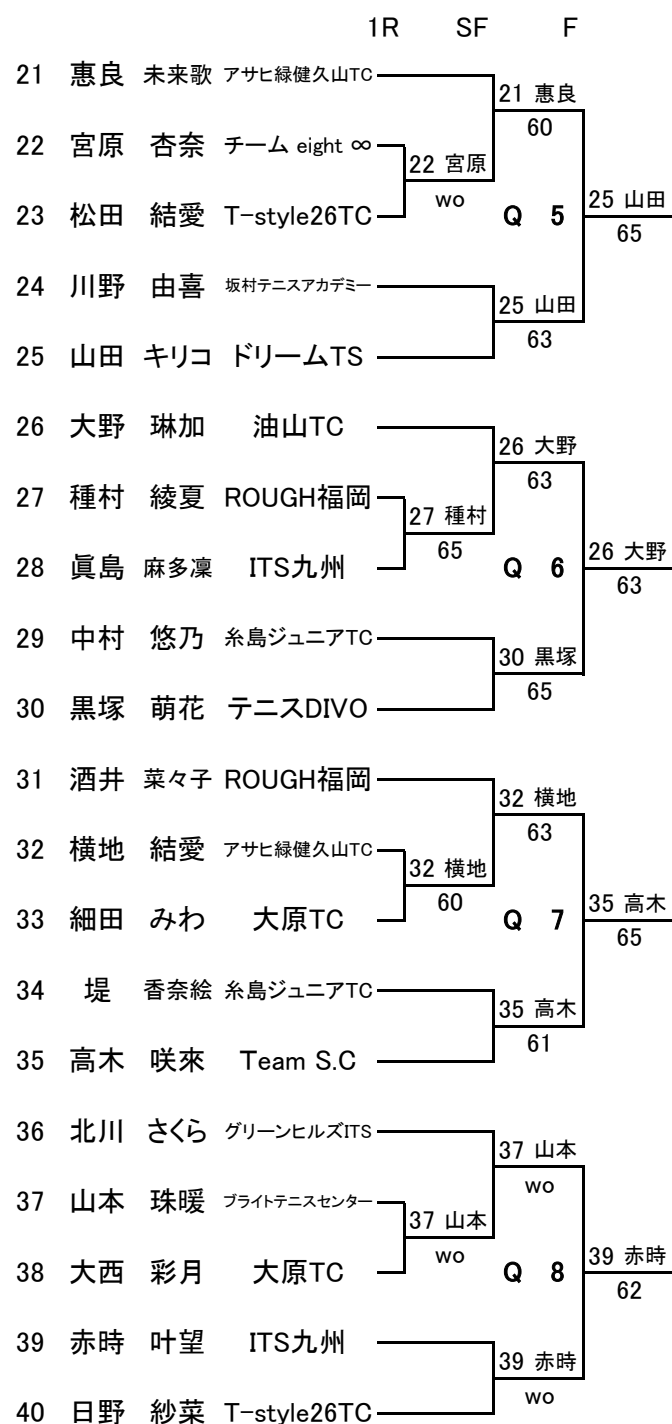 1R SF F
21 惠良 未来歌 アサヒ緑健久山TC
21 惠良
60
22 宮原 杏奈 チーム eight ∞
22 宮原
wo
23 松田 結愛 T-style26TC
Q 5
25 山田
65
24 川野 由喜 坂村テニスアカデミー
25 山田
63
25 山田 キリコ ドリームTS
26 大野 琳加 油山TC
26 大野
63
27 種村 綾夏 ROUGH福岡
27 種村
65
28 眞島 麻多凜 ITS九州
Q 6
26 大野
63
29 中村 悠乃 糸島ジュニアTC
30 黒塚
65
30 黒塚 萌花 テニスDIVO
31 酒井 菜々子 ROUGH福岡
32 横地
63
32 横地 結愛 アサヒ緑健久山TC
32 横地
60
33 細田 みわ 大原TC
Q 7
35 高木
65
34 堤 香奈絵 糸島ジュニアTC
35 高木
61
35 高木 咲來 Team S.C
36 北川 さくら グリーンヒルズITS
37 山本
wo
37 山本 珠暖 ブライトテニスセンター
37 山本
wo
38 大西 彩月 大原TC
Q 8
39 赤時
62
39 赤時 叶望 ITS九州
39 赤時
wo
40 日野 紗菜 T-style26TC